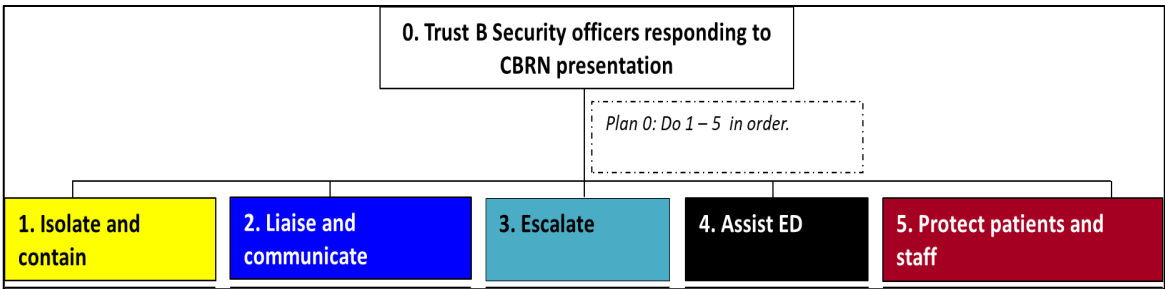 0. Trust B Security officers responding to
CBRN presentation
Plan 0: Do 1 – 5 in order.
1. Isolate and
contain
2. Liaise and
communicate
3. Escalate
4. Assist ED
5. Protect patients and
staff